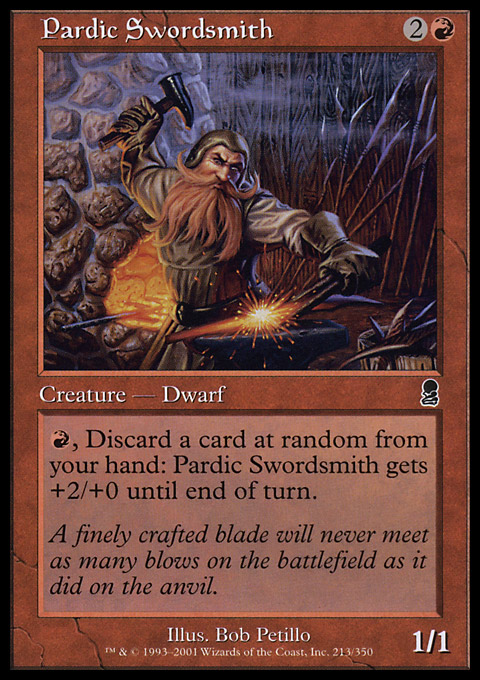 Pardic Swordsmith 2
Creature — Dwarf
, Discard a card at random from
your hand: Pardic Swordsmith gets
+2/+0 until end of turn.
A finely crafted blade will never meet
as many blows on the battlefield as it
did on the anvil.
Illus. Bob Petillo
™ & © 1993–2001 Wizards of the Coast, Inc. 213/350
1/1